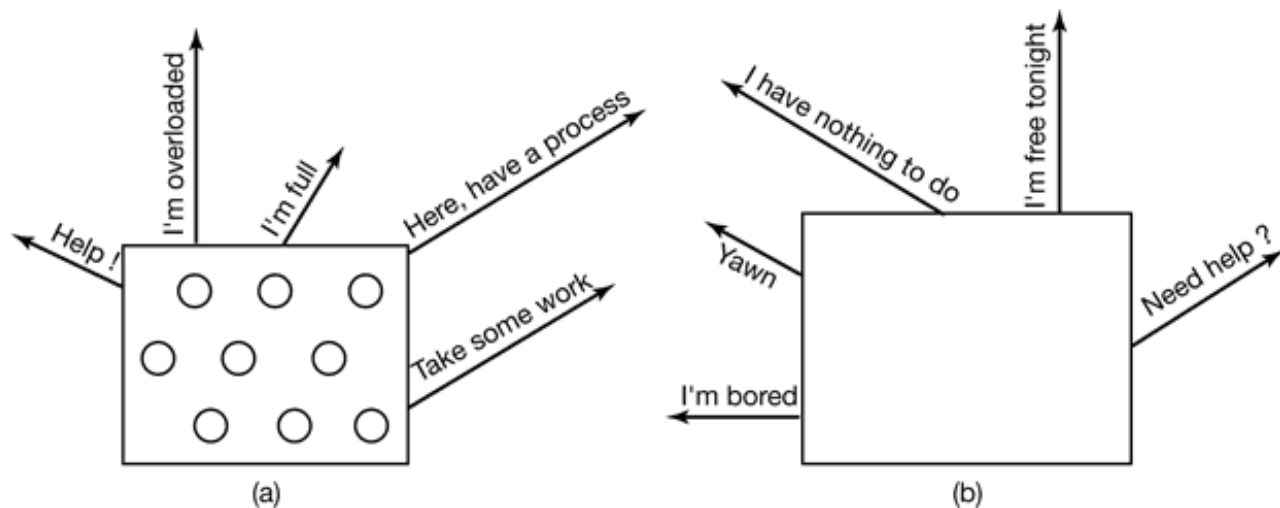 I'm overloaded
I'm full
Here, have a process
Help !
Take some work
(a)
I have nothing to do
I'm free tonight
Yawn
Need help ?
I'm bored
(b)